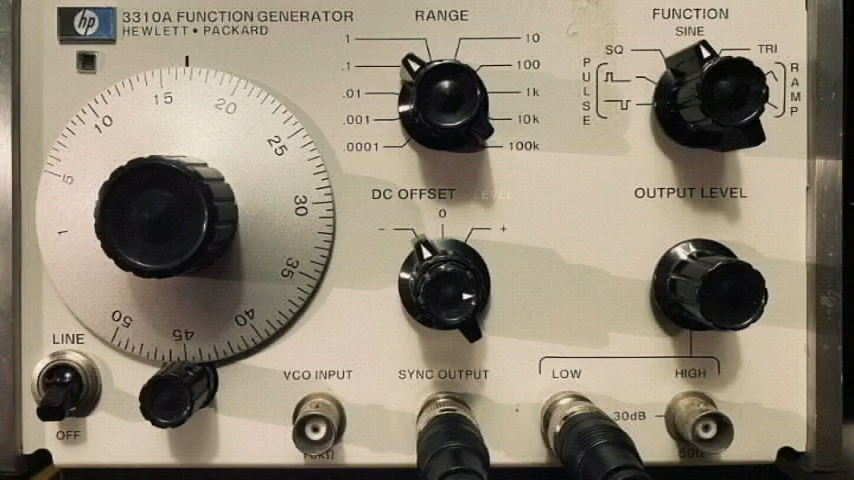 hp
3310A FUNCTION GENERATOR
HEWLETT • PACKARD
RANGE
1
10
.1
100
.01
1k
.001
10k
.0001
100k
FUNCTION
SINE
SQ
TRI
PULSE
RAMP
1
5
10
15
20
25
30
35
40
45
50
DC OFFSET
LEVEL
-
0
+
OUTPUT LEVEL
LINE
OFF
VCO INPUT
SYNC OUTPUT
LOW
HIGH
30dB
50Ω